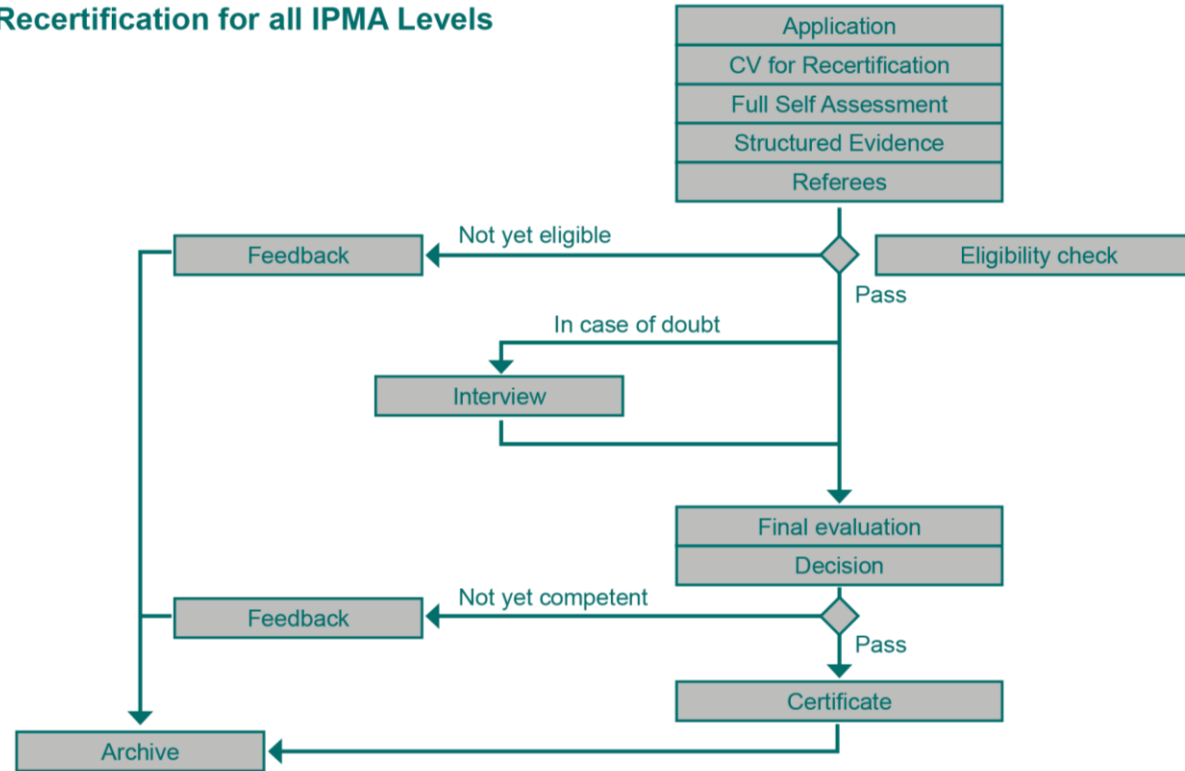 Recertification for all IPMA Levels
Application
CV for Recertification
Full Self Assessment
Structured Evidence
Referees
Not yet eligible
Feedback
Eligibility check
Pass
In case of doubt
Interview
Final evaluation
Decision
Not yet competent
Feedback
Pass
Certificate
Archive